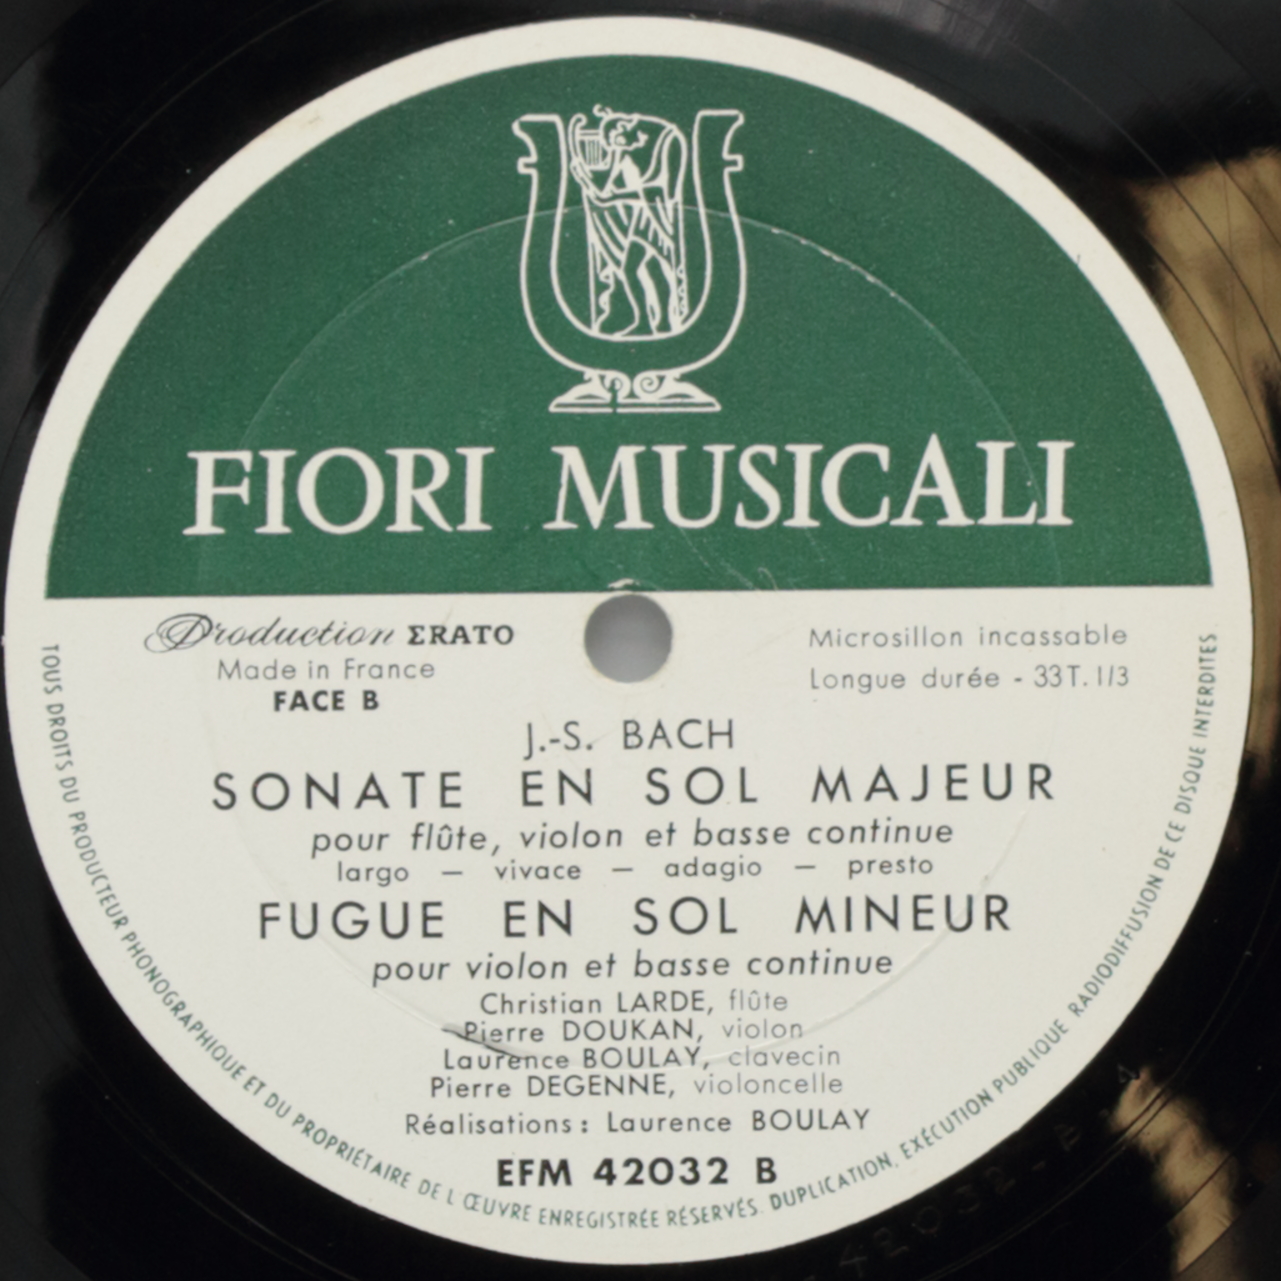 FIORI MUSICALI
Production ΣRATO
Made in France
FACE B
Microsillon incassable
Longue durée - 33 T. 1/3
J.-S. BACH
SONATE EN SOL MAJEUR
pour flûte, violon et basse continue
largo — vivace — adagio — presto
FUGUE EN SOL MINEUR
pour violon et basse continue
Christian LARDE, flûte
Pierre DOUKAN, violon
Laurence BOULAY, clavecin
Pierre DEGENNE, violoncelle
Réalisations : Laurence BOULAY
EFM 42032 B
TOUS DROITS DU PRODUCTEUR PHONOGRAPHIQUE ET DU PROPRIÉTAIRE DE L'ŒUVRE ENREGISTRÉE RÉSERVÉS. DUPLICATION, EXÉCUTION PUBLIQUE RADIODIFFUSION DE CE DISQUE INTERDITES